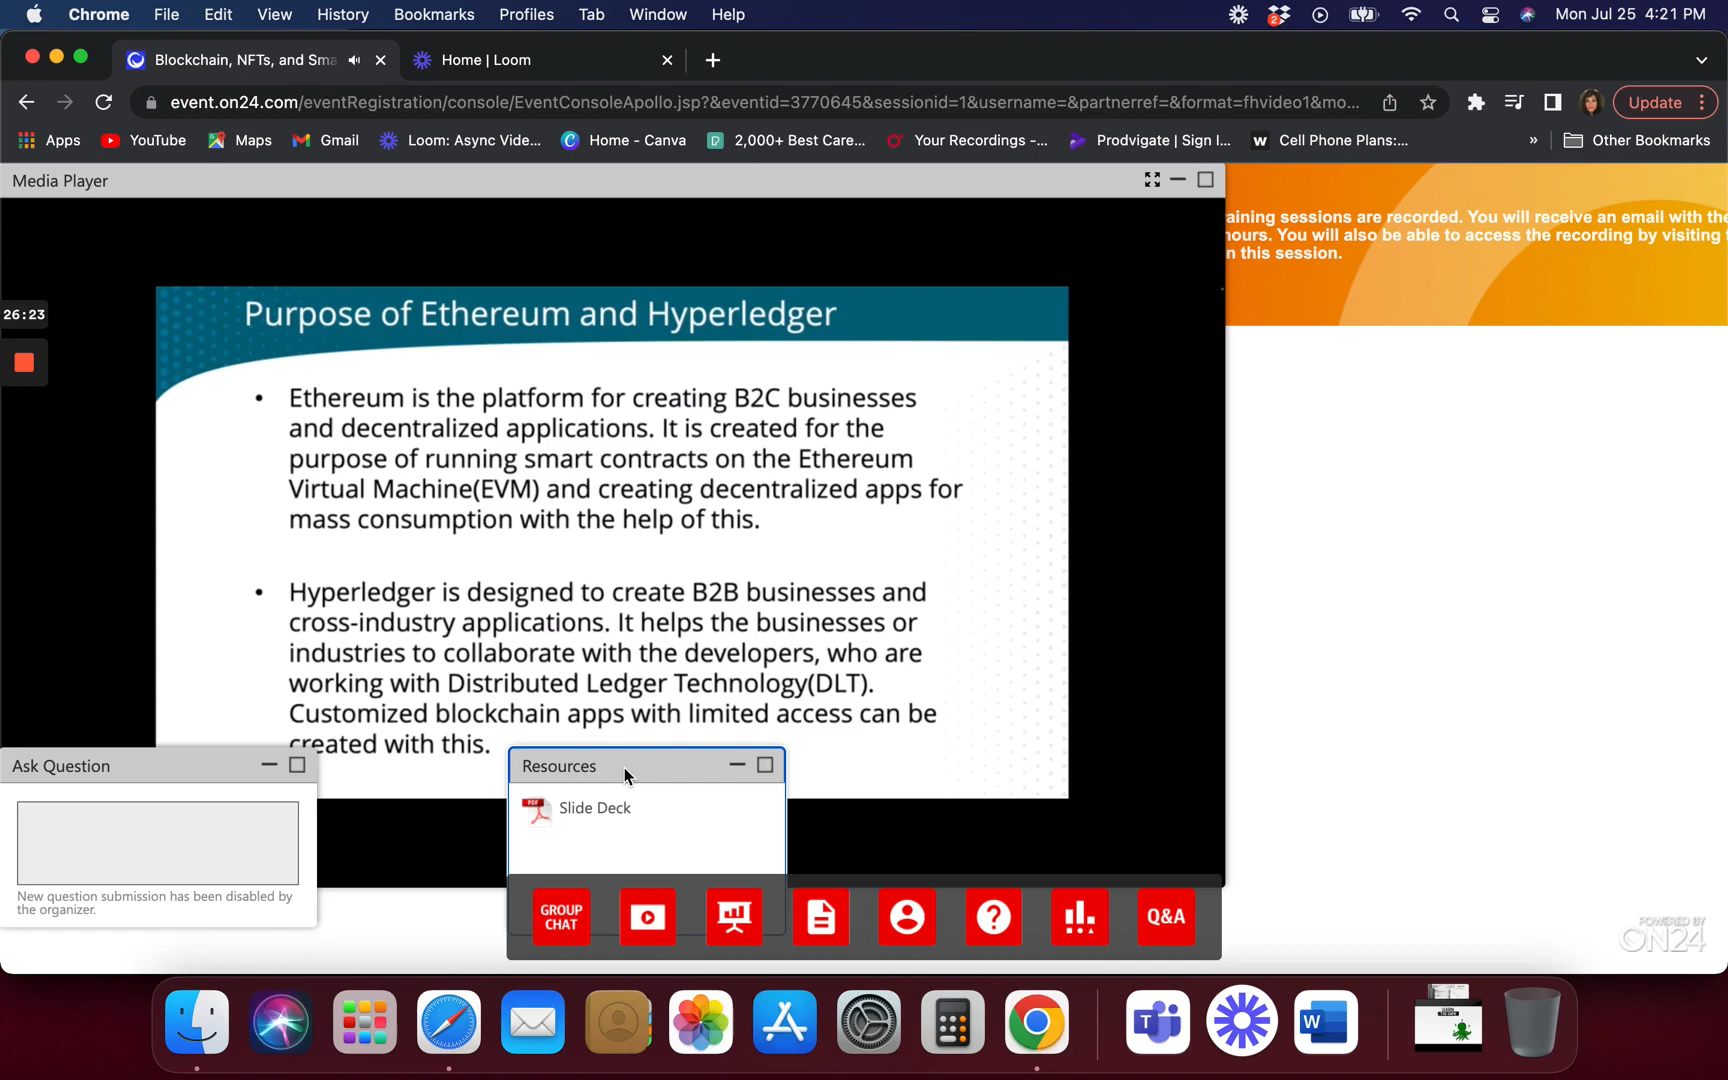 Chrome File Edit View History Bookmarks Profiles Tab Window Help 2 Mon Jul 25 4:21 PM
Blockchain, NFTs, and Sma Home | Loom
event.on24.com/eventRegistration/console/EventConsoleApollo.jsp?&eventid=3770645&sessionid=1&username=&partnerref=&format=fhvideo1&mo... Update
Apps YouTube Maps Gmail Loom: Async Vide... Home - Canva 2,000+ Best Care... Your Recordings -... Prodvigate | Sign I... W Cell Phone Plans:... » Other Bookmarks
Media Player
aining sessions are recorded. You will receive an email with the
hours. You will also be able to access the recording by visiting
n this session.
26:23
Purpose of Ethereum and Hyperledger
• Ethereum is the platform for creating B2C businesses
and decentralized applications. It is created for the
purpose of running smart contracts on the Ethereum
Virtual Machine(EVM) and creating decentralized apps for
mass consumption with the help of this.
• Hyperledger is designed to create B2B businesses and
cross-industry applications. It helps the businesses or
industries to collaborate with the developers, who are
working with Distributed Ledger Technology(DLT).
Customized blockchain apps with limited access can be
created with this.
Ask Question
New question submission has been disabled by
the organizer.
Resources
PDF Slide Deck
GROUP
CHAT
Q&A
POWERED BY
ON24
T
W